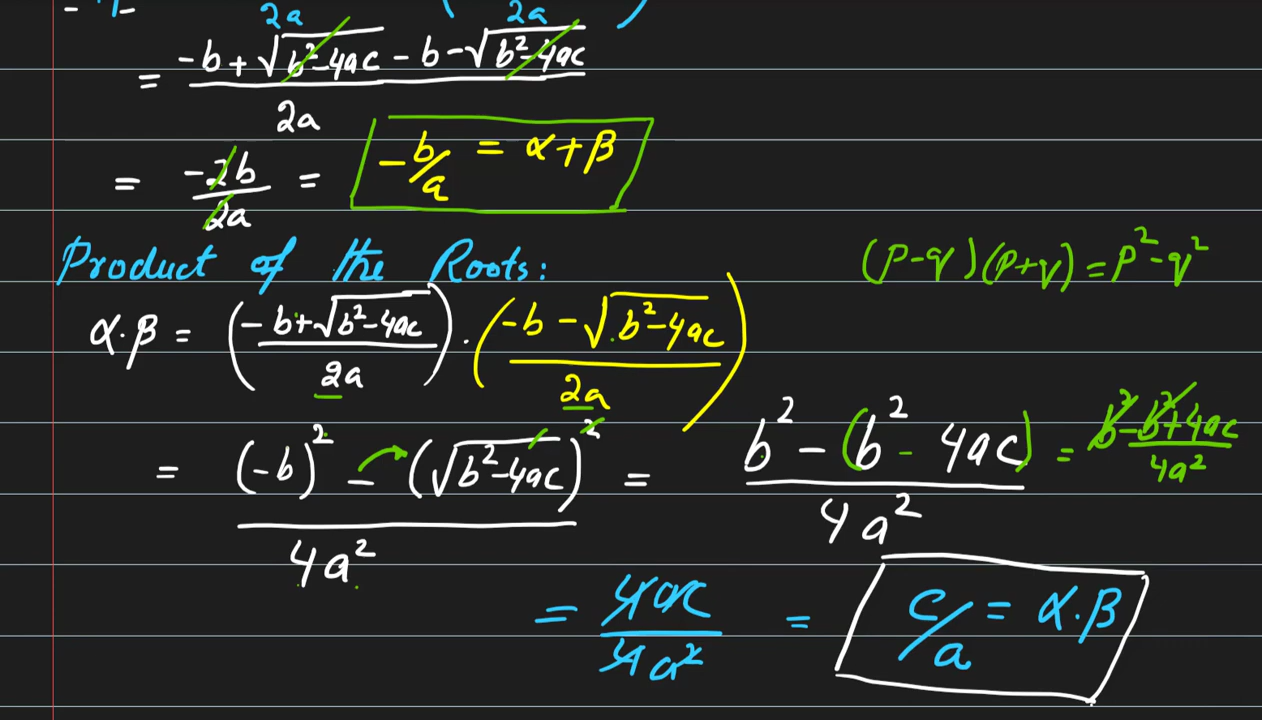 2a 2a
= (-b + √(b²-4ac) - b - √(b²-4ac)) / 2a
= -2b/2a = -b/a = α+β
Product of the Roots:
(p-q)(p+q) = p²-q²
α.β = ((-b+√(b²-4ac))/2a) . ((-b - √(b²-4ac))/2a)
= ((-b)² - (√(b²-4ac))²) / 4a² = (b² - (b² - 4ac)) / 4a² = (b²-b²+4ac)/4a²
= 4ac/4a² = c/a = α.β